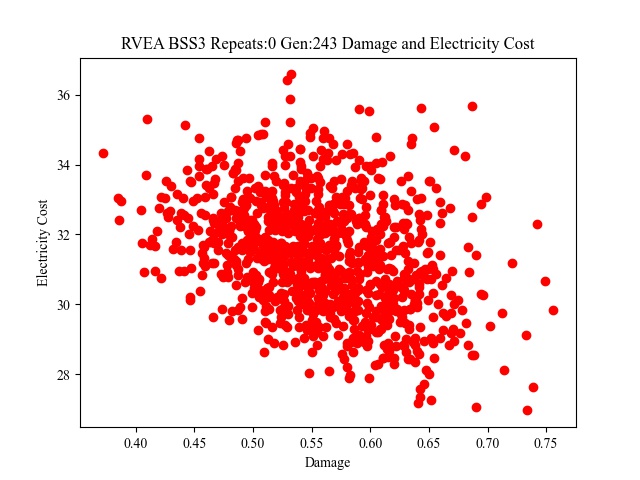 RVEA BSS3 Repeats:0 Gen:243 Damage and Electricity Cost
36
34
32
30
28
Electricity Cost
0.40 0.45 0.50 0.55 0.60 0.65 0.70 0.75
Damage